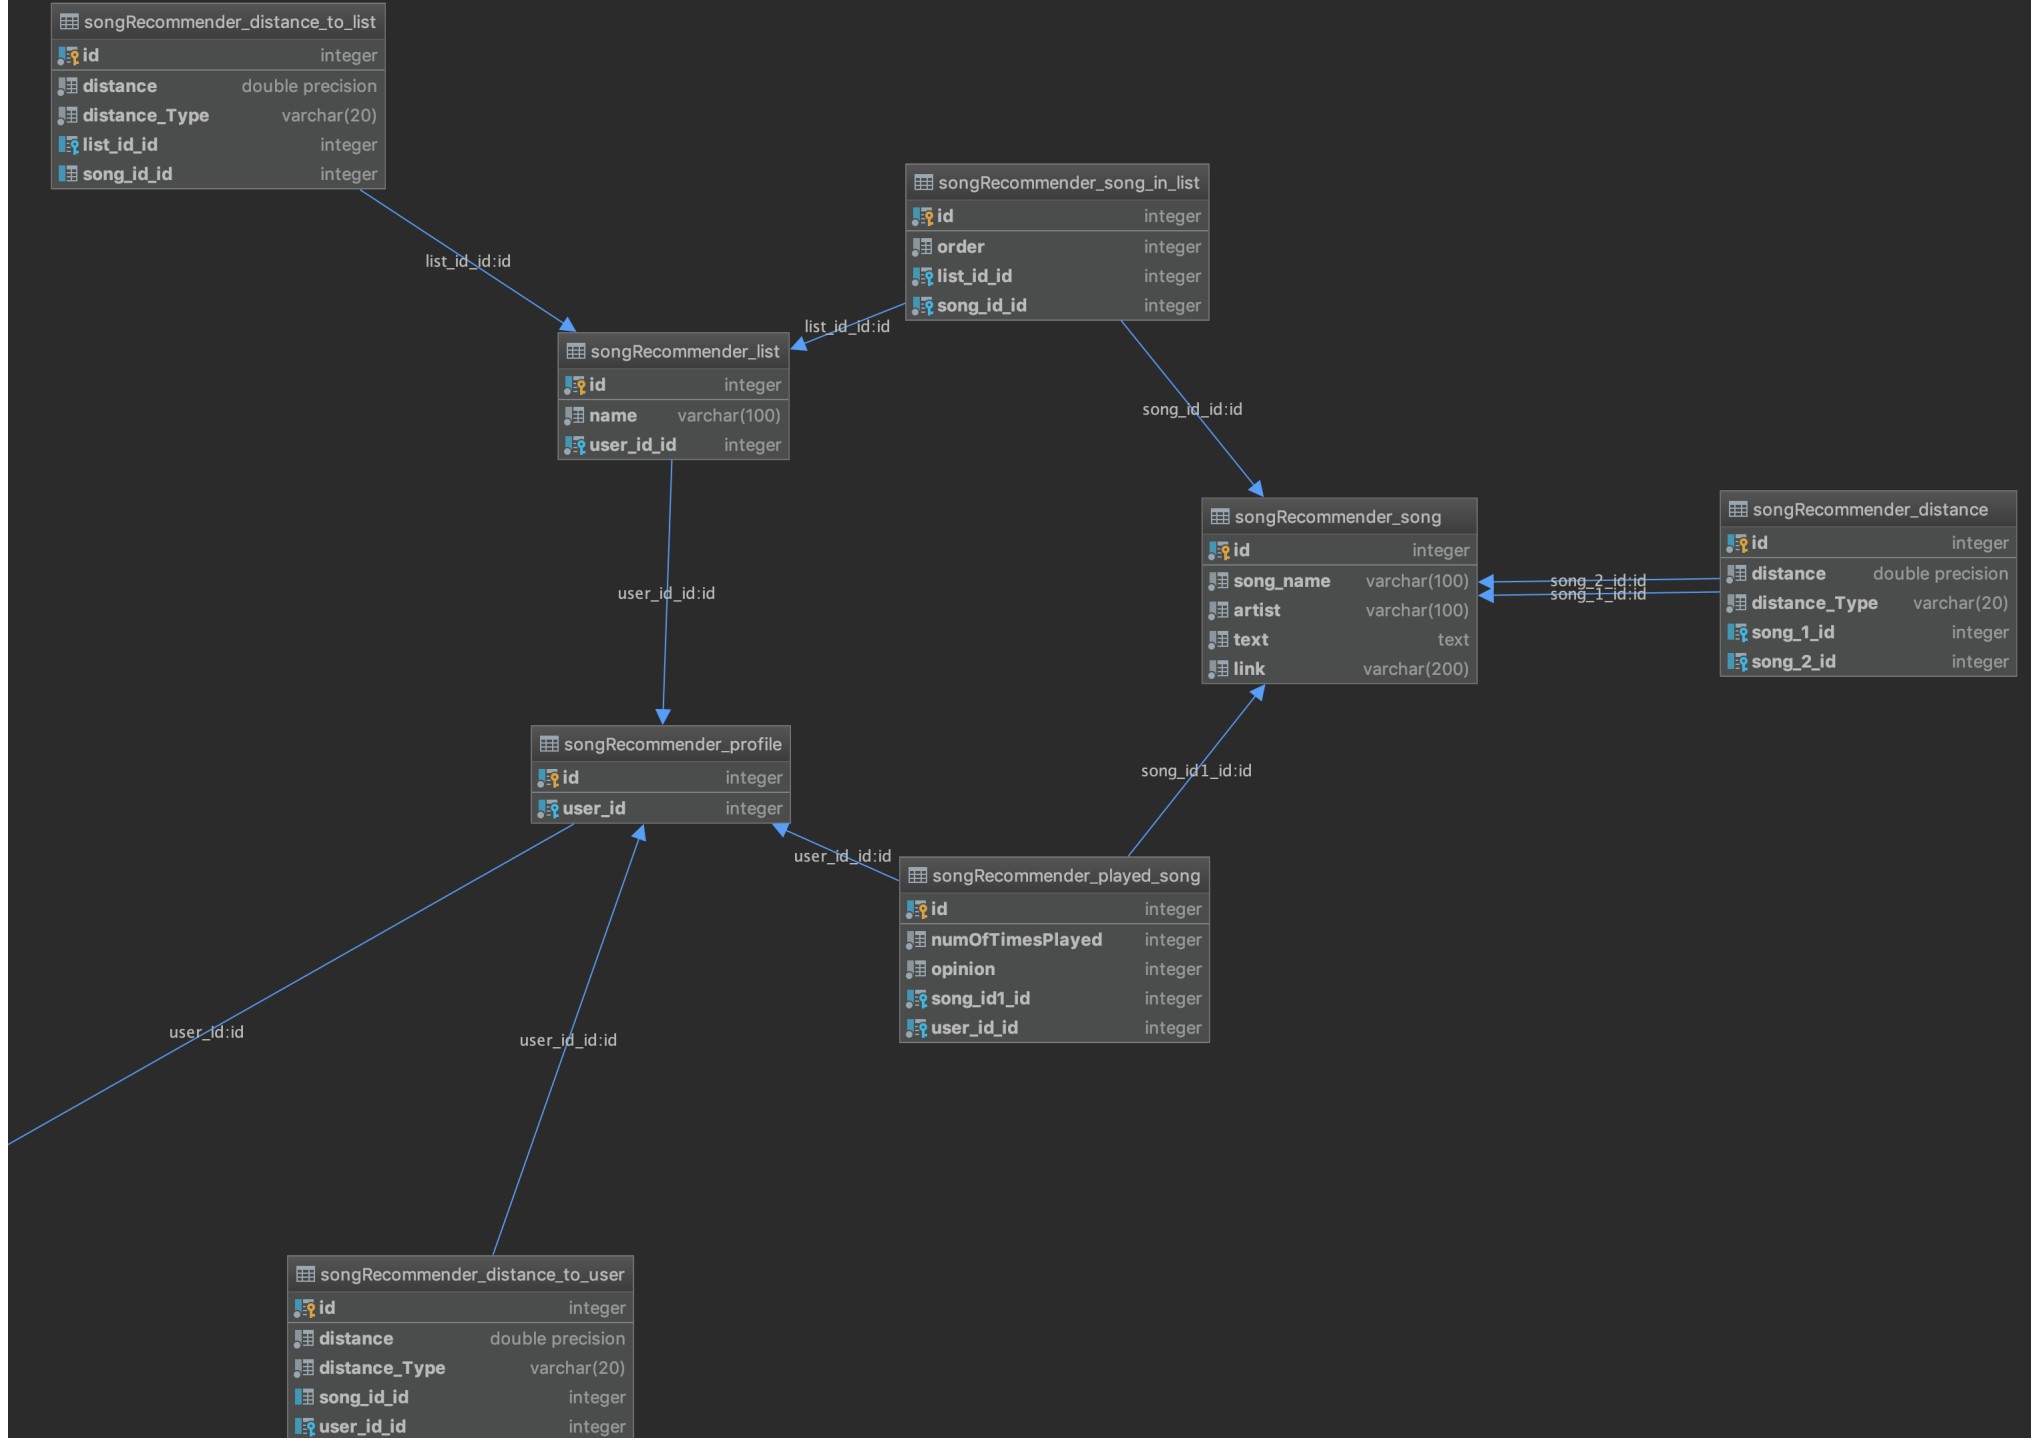 songRecommender_distance_to_list
id integer
distance double precision
distance_Type varchar(20)
list_id_id integer
song_id_id integer
list_id_id:id
songRecommender_song_in_list
id integer
order integer
list_id_id integer
song_id_id integer
list_id_id:id
song_id_id:id
songRecommender_list
id integer
name varchar(100)
user_id_id integer
user_id_id:id
songRecommender_song
id integer
song_name varchar(100)
artist varchar(100)
text text
link varchar(200)
song_2_id:id
song_1_id:id
songRecommender_distance
id integer
distance double precision
distance_Type varchar(20)
song_1_id integer
song_2_id integer
songRecommender_profile
id integer
user_id integer
song_id1_id:id
user_id_id:id
songRecommender_played_song
id integer
numOfTimesPlayed integer
opinion integer
song_id1_id integer
user_id_id integer
user_id:id
user_id_id:id
songRecommender_distance_to_user
id integer
distance double precision
distance_Type varchar(20)
song_id_id integer
user_id_id integer